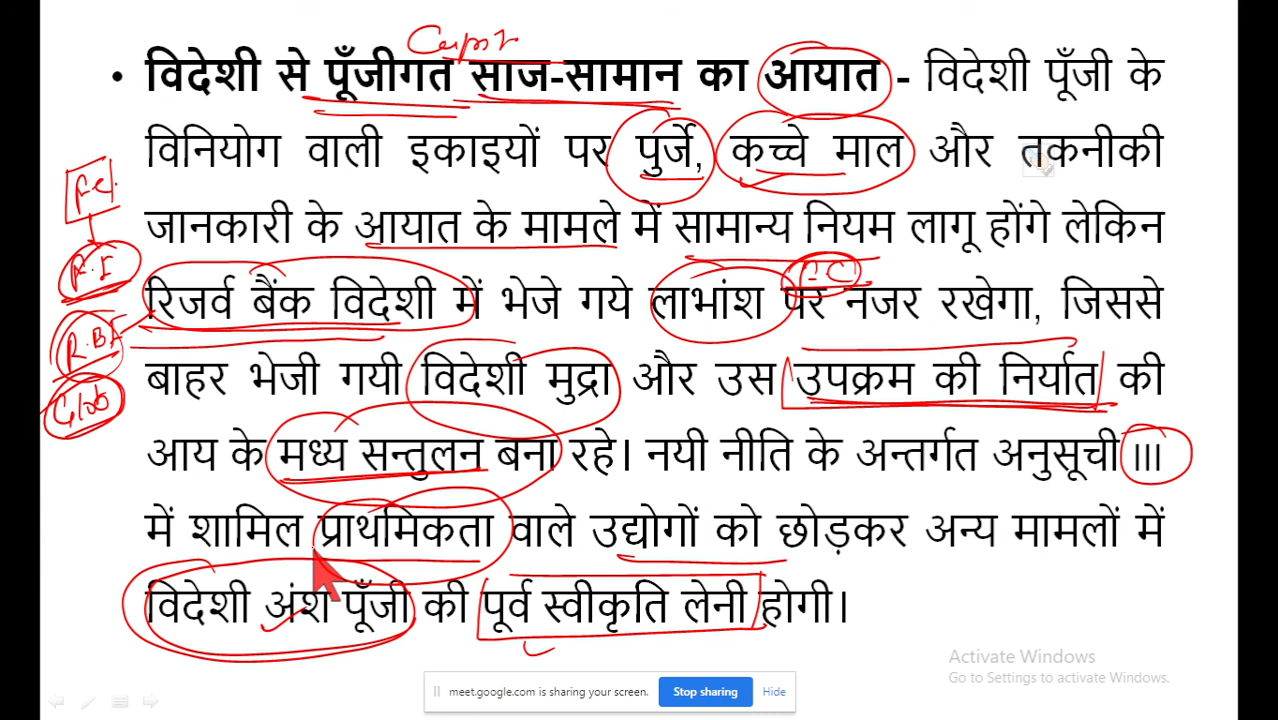 • विदेशी से पूँजीगत साज-सामान का आयात - विदेशी पूँजी के
विनियोग वाली इकाइयों पर पुर्जे, कच्चे माल और तकनीकी
जानकारी के आयात के मामले में सामान्य नियम लागू होंगे लेकिन
रिजर्व बैंक विदेशी में भेजे गये लाभांश पर नजर रखेगा, जिससे
बाहर भेजी गयी विदेशी मुद्रा और उस उपक्रम की निर्यात की
आय के मध्य सन्तुलन बना रहे। नयी नीति के अन्तर्गत अनुसूची III
में शामिल प्राथमिकता वाले उद्योगों को छोड़कर अन्य मामलों में
विदेशी अंश पूँजी की पूर्व स्वीकृति लेनी होगी।
F.C.
F.I
R.B.I
Activate Windows
Go to Settings to activate Windows.
meet.google.com is sharing your screen. Stop sharing Hide